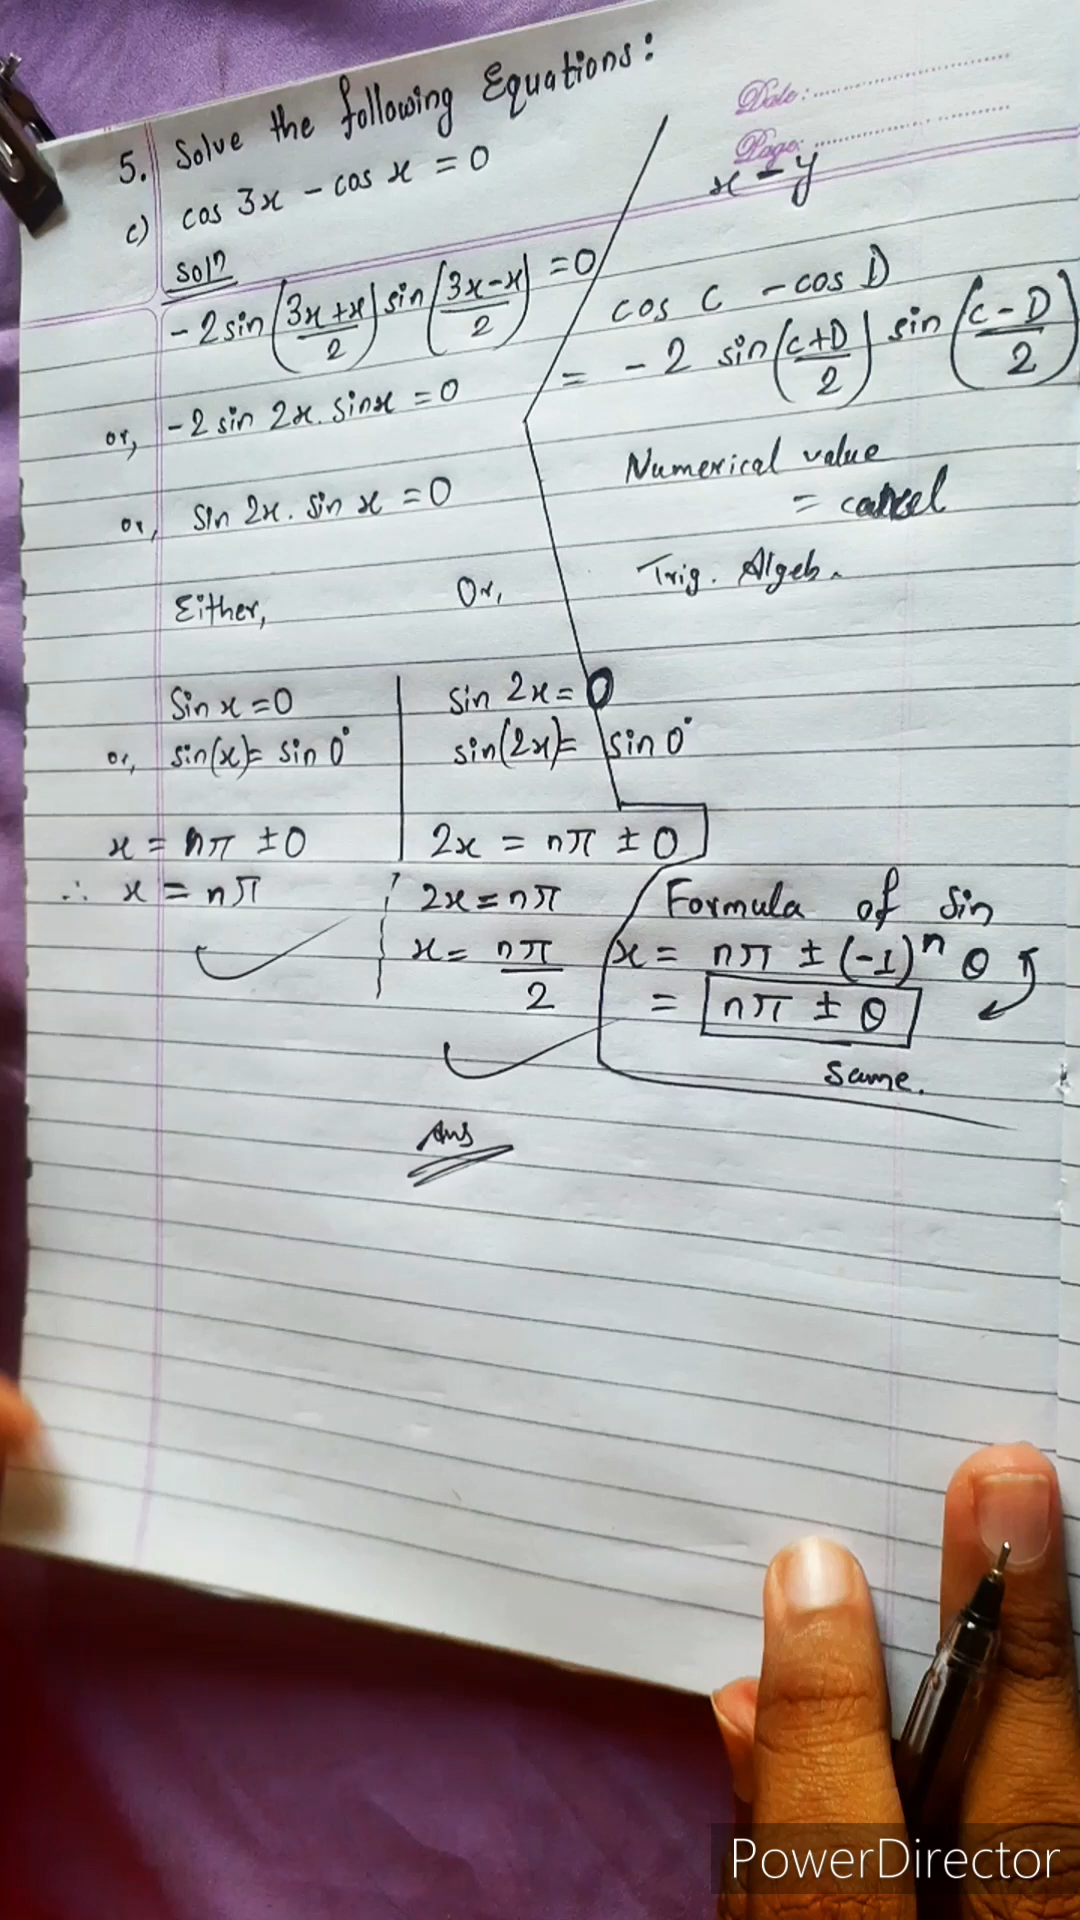 5. Solve the following Equations:
c) cos 3x - cos x = 0
Soln
-2 sin (3x+x/2) sin (3x-x/2) = 0
or, -2 sin 2x. sinx = 0
or, sin 2x. sin x = 0
Either, Or,
Sin x = 0
or, sin(x) = sin 0°
x = nπ ± 0
∴ x = nπ
sin 2x = 0
sin(2x) = sin 0°
2x = nπ ± 0
2x = nπ
x = nπ/2
Ans
Date: ....................
Page: ....................
x - y
cos C - cos D
= -2 sin (C+D/2) sin (C-D/2)
Numerical value
= cancel
Trig. Algeb.
Formula of Sin
x = nπ ± (-1)ⁿ θ
= nπ ± θ
Same.
PowerDirector